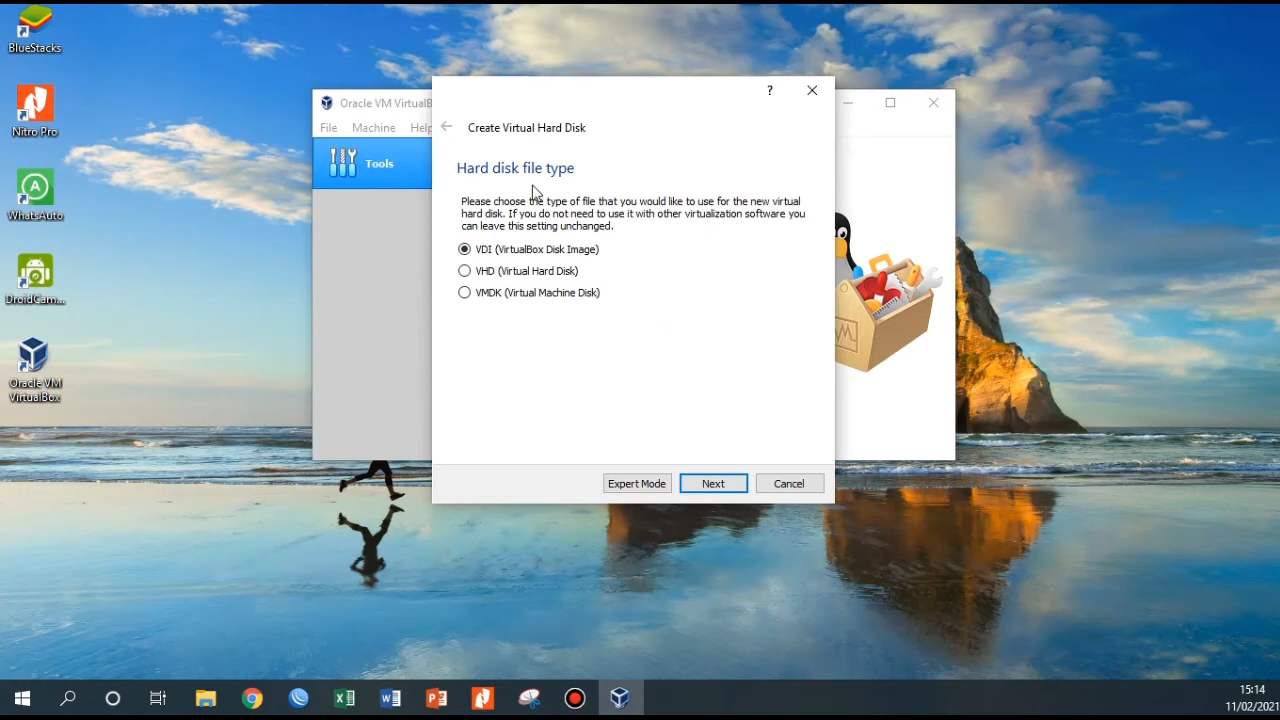 BlueStacks
Nitro Pro
WhatsAuto
DroidCam...
Oracle VM
VirtualBox
Oracle VM VirtualB
File Machine Help
Tools
?
Create Virtual Hard Disk
Hard disk file type
Please choose the type of file that you would like to use for the new virtual
hard disk. If you do not need to use it with other virtualization software you
can leave this setting unchanged.
VDI (VirtualBox Disk Image)
VHD (Virtual Hard Disk)
VMDK (Virtual Machine Disk)
Expert Mode Next Cancel
15:14
11/02/2021